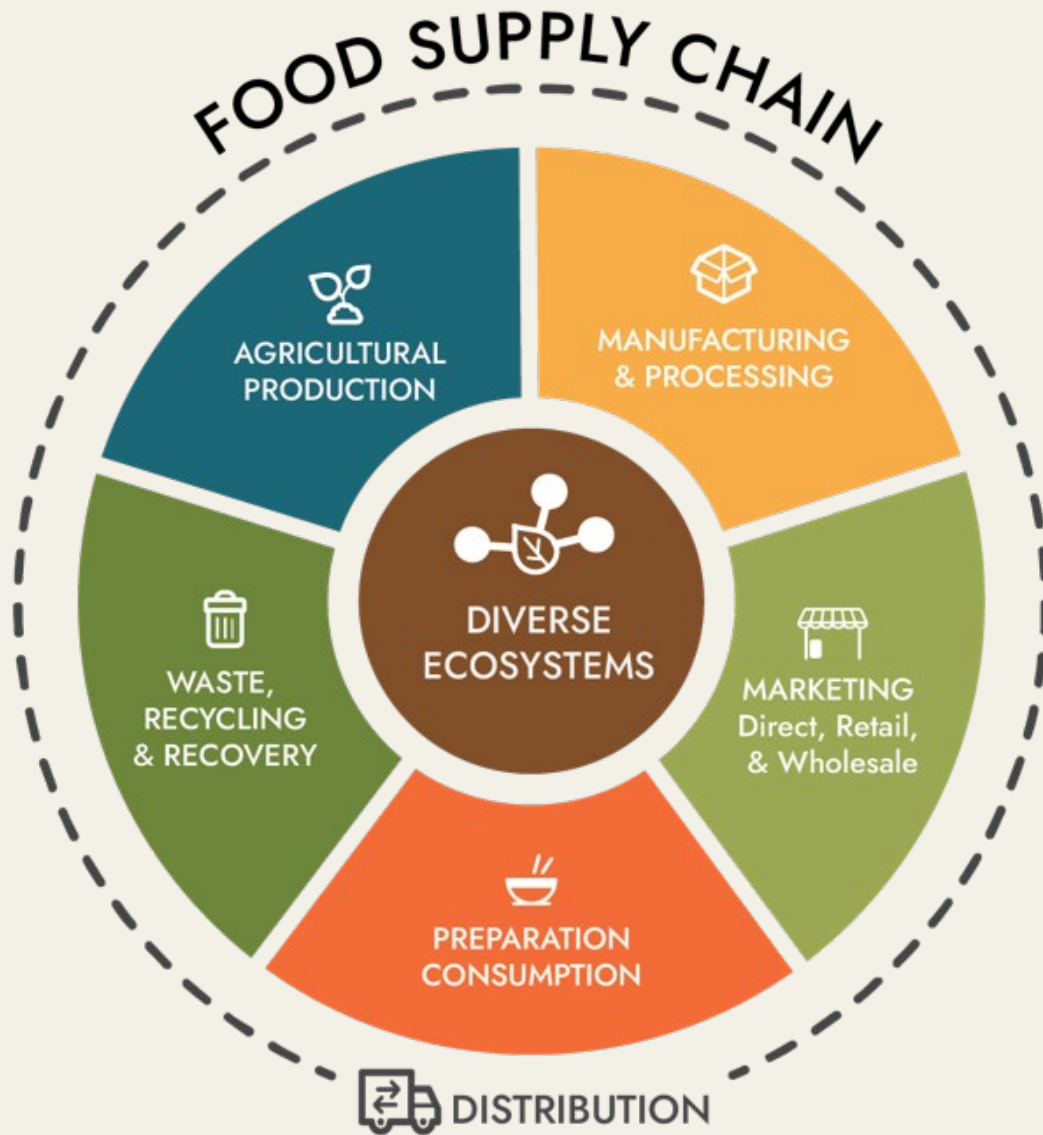 FOOD SUPPLY CHAIN
AGRICULTURAL
PRODUCTION
MANUFACTURING
& PROCESSING
DIVERSE
ECOSYSTEMS
WASTE,
RECYCLING
& RECOVERY
MARKETING
Direct, Retail,
& Wholesale
PREPARATION
CONSUMPTION
DISTRIBUTION